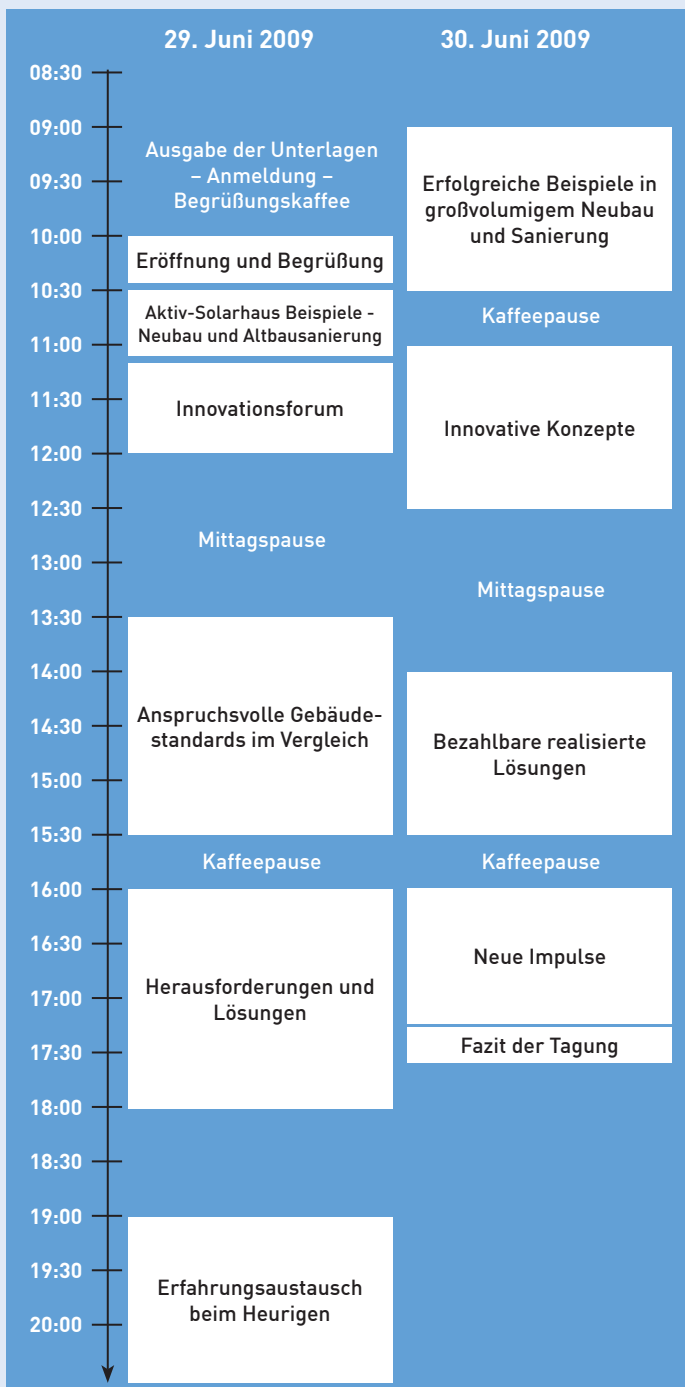 29. Juni 2009
30. Juni 2009
08:30
09:00
09:30
10:00
10:30
11:00
11:30
12:00
12:30
13:00
13:30
14:00
14:30
15:00
15:30
16:00
16:30
17:00
17:30
18:00
18:30
19:00
19:30
20:00
Ausgabe der Unterlagen
– Anmeldung –
Begrüßungskaffee
Eröffnung und Begrüßung
Aktiv-Solarhaus Beispiele -
Neubau und Altbausanierung
Innovationsforum
Mittagspause
Anspruchsvolle Gebäude-
standards im Vergleich
Kaffeepause
Herausforderungen und
Lösungen
Erfahrungsaustausch
beim Heurigen
Erfolgreiche Beispiele in
großvolumigem Neubau
und Sanierung
Kaffeepause
Innovative Konzepte
Mittagspause
Bezahlbare realisierte
Lösungen
Kaffeepause
Neue Impulse
Fazit der Tagung